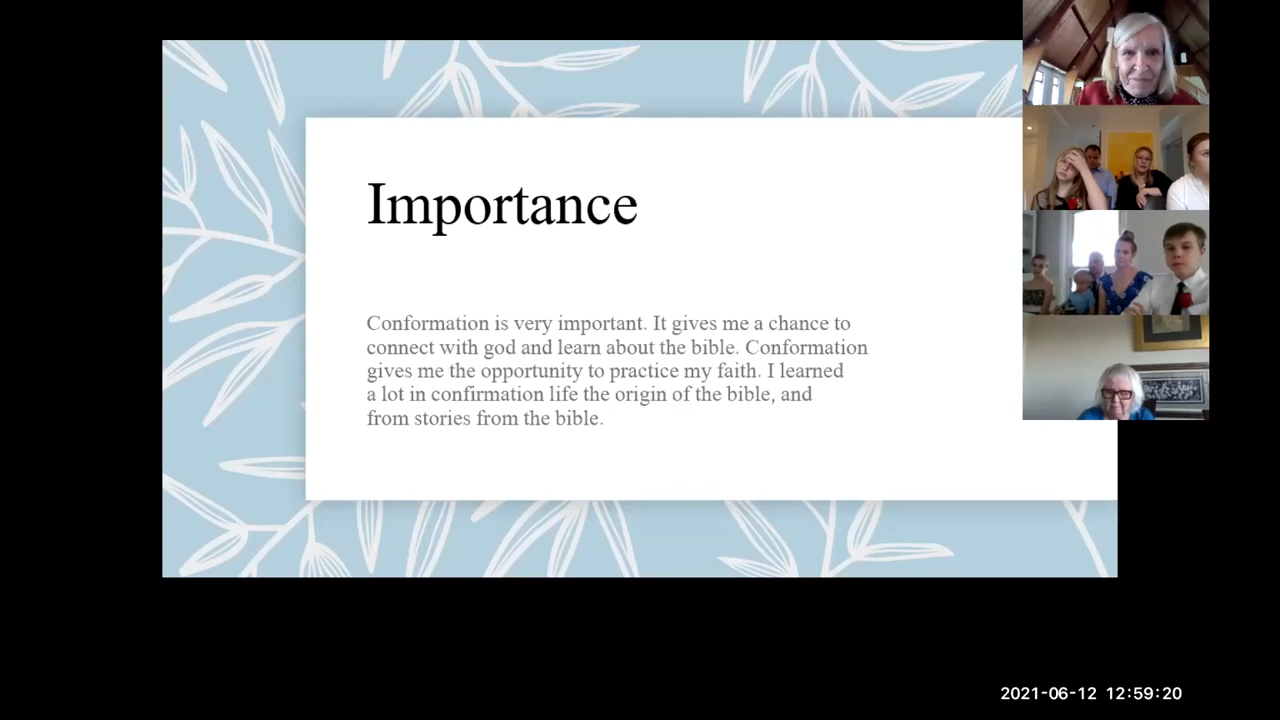 Importance
Conformation is very important. It gives me a chance to
connect with god and learn about the bible. Conformation
gives me the opportunity to practice my faith. I learned
a lot in confirmation life the origin of the bible, and
from stories from the bible.
2021-06-12 12:59:20